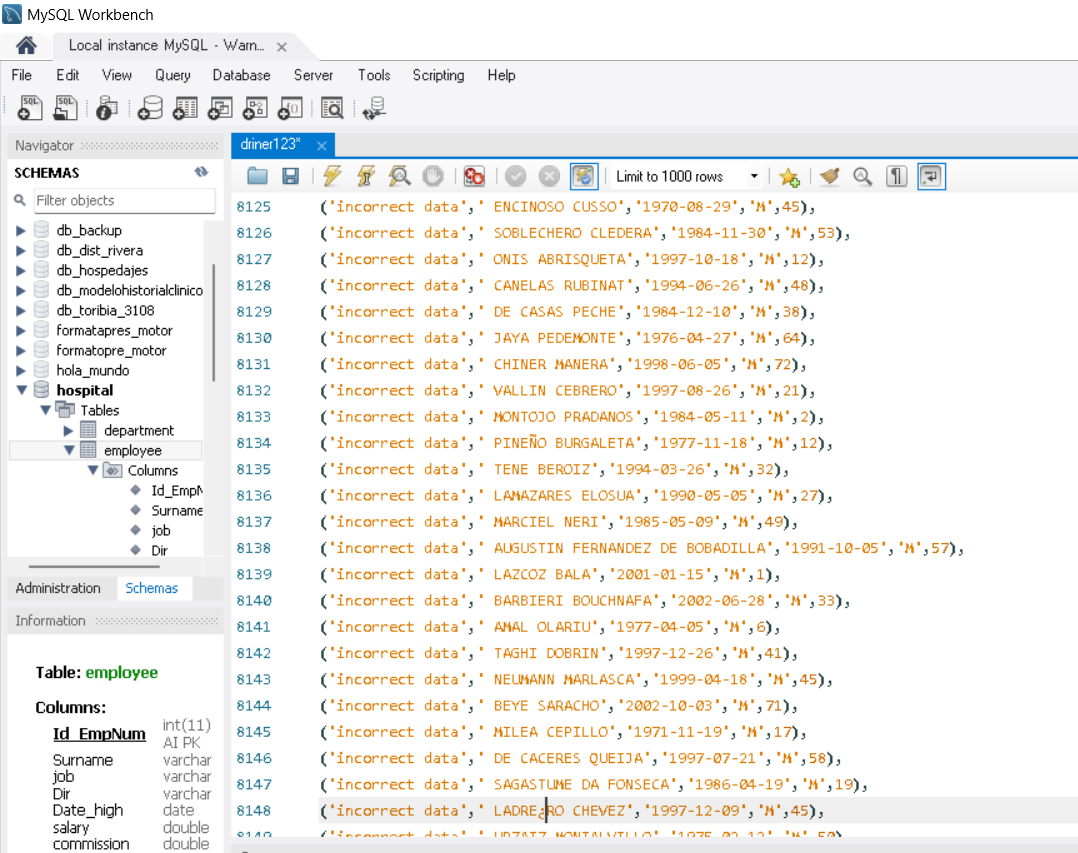 MySQL Workbench
Local instance MySQL - Warn...
File Edit View Query Database Server Tools Scripting Help
Navigator
SCHEMAS
Filter objects
db_backup
db_dist_rivera
db_hospedajes
db_modelohistorialclinico
db_toribia_3108
formatapres_motor
formatopre_motor
hola_mundo
hospital
Tables
department
employee
Columns
Id_EmpN
Surname
job
Dir
Administration Schemas
Information
Table: employee
Columns:
Id_EmpNum int(11)
AI PK
Surname varchar
job varchar
Dir varchar
Date_high date
salary double
commission double
driner123*
Limit to 1000 rows
8125 ('incorrect data',' ENCINOSO CUSSO','1970-08-29','M',45),
8126 ('incorrect data',' SOBLECHERO CLEDERA','1984-11-30','M',53),
8127 ('incorrect data',' ONIS ABRISQUETA','1997-10-18','M',12),
8128 ('incorrect data',' CANELAS RUBINAT','1994-06-26','M',48),
8129 ('incorrect data',' DE CASAS PECHE','1984-12-10','M',38),
8130 ('incorrect data',' JAYA PEDEMONTE','1976-04-27','M',64),
8131 ('incorrect data',' CHINER MANERA','1998-06-05','M',72),
8132 ('incorrect data',' VALLIN CEBRERO','1997-08-26','M',21),
8133 ('incorrect data',' MONTOJO PRADANOS','1984-05-11','M',2),
8134 ('incorrect data',' PINEÑO BURGALETA','1977-11-18','M',12),
8135 ('incorrect data',' TENE BEROIZ','1994-03-26','M',32),
8136 ('incorrect data',' LAMAZARES ELOSUA','1990-05-05','M',27),
8137 ('incorrect data',' MARCIEL NERI','1985-05-09','M',49),
8138 ('incorrect data',' AUGUSTIN FERNANDEZ DE BOBADILLA','1991-10-05','M',57),
8139 ('incorrect data',' LAZCOZ BALA','2001-01-15','M',1),
8140 ('incorrect data',' BARBIERI BOUCHNAFA','2002-06-28','M',33),
8141 ('incorrect data',' AMAL OLARIU','1977-04-05','M',6),
8142 ('incorrect data',' TAGHI DOBRIN','1997-12-26','M',41),
8143 ('incorrect data',' NEUMANN MARLASCA','1999-04-18','M',45),
8144 ('incorrect data',' BEYE SARACHO','2002-10-03','M',71),
8145 ('incorrect data',' MILEA CEPILLO','1971-11-19','M',17),
8146 ('incorrect data',' DE CACERES QUEIJA','1997-07-21','M',58),
8147 ('incorrect data',' SAGASTUME DA FONSECA','1986-04-19','M',19),
8148 ('incorrect data',' CHEVEZ','1997-12-09','M',45),
8149 ('incorrect data','